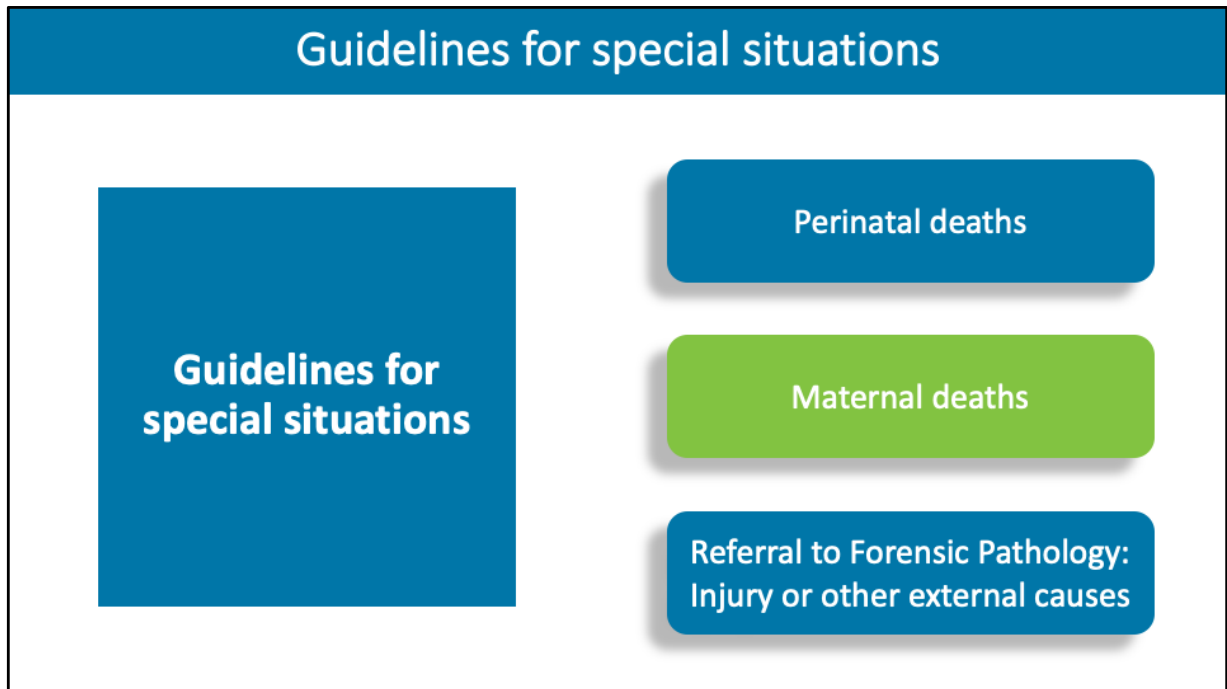 Guidelines for special situations
Guidelines for
special situations
Perinatal deaths
Maternal deaths
Referral to Forensic Pathology:
Injury or other external causes